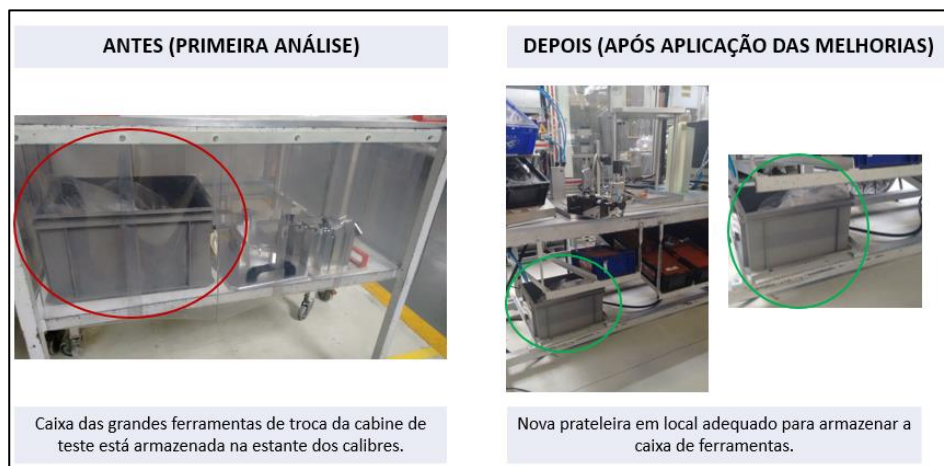 ANTES (PRIMEIRA ANÁLISE)
DEPOIS (APÓS APLICAÇÃO DAS MELHORIAS)
Caixa das grandes ferramentas de troca da cabine de
teste está armazenada na estante dos calibres.
Nova prateleira em local adequado para armazenar a
caixa de ferramentas.